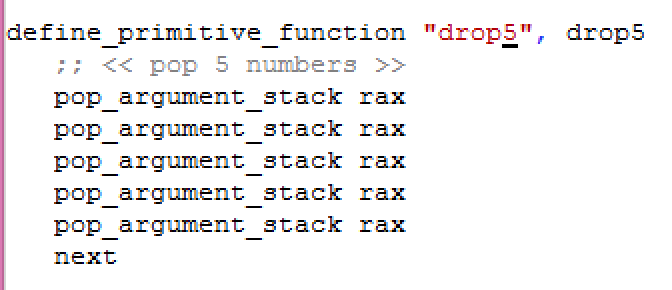 define_primitive_function "drop5", drop5
;; << pop 5 numbers >>
pop_argument_stack rax
pop_argument_stack rax
pop_argument_stack rax
pop_argument_stack rax
pop_argument_stack rax
next